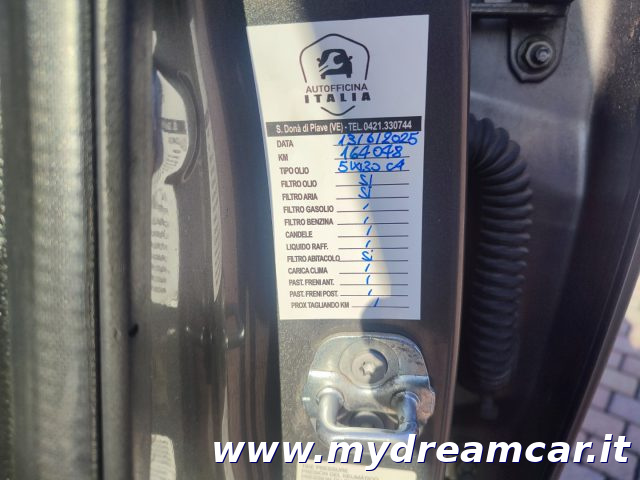 AUTOFFICINA
ITALIA
S. Donà di Piave (VE) - TEL. 0421.330744
DATA 13/6/2025
KM 164048
TIPO OLIO 5W30 CA
FILTRO OLIO SI
FILTRO ARIA SI
FILTRO GASOLIO /
FILTRO BENZINA /
CANDELE /
LIQUIDO RAFF. /
FILTRO ABITACOLO Si
CARICA CLIMA /
PAST. FRENI ANT. /
PAST. FRENI POST. /
PROX TAGLIANDO KM /
www.mydreamcar.it